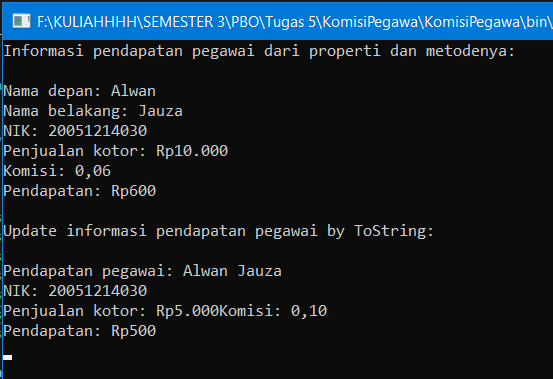 F:\KULIAHHHH\SEMESTER 3\PBO\Tugas 5\KomisiPegawa\KomisiPegawa\bin\
Informasi pendapatan pegawai dari properti dan metodenya:
Nama depan: Alwan
Nama belakang: Jauza
NIK: 20051214030
Penjualan kotor: Rp10.000
Komisi: 0,06
Pendapatan: Rp600
Update informasi pendapatan pegawai by ToString:
Pendapatan pegawai: Alwan Jauza
NIK: 20051214030
Penjualan kotor: Rp5.000Komisi: 0,10
Pendapatan: Rp500